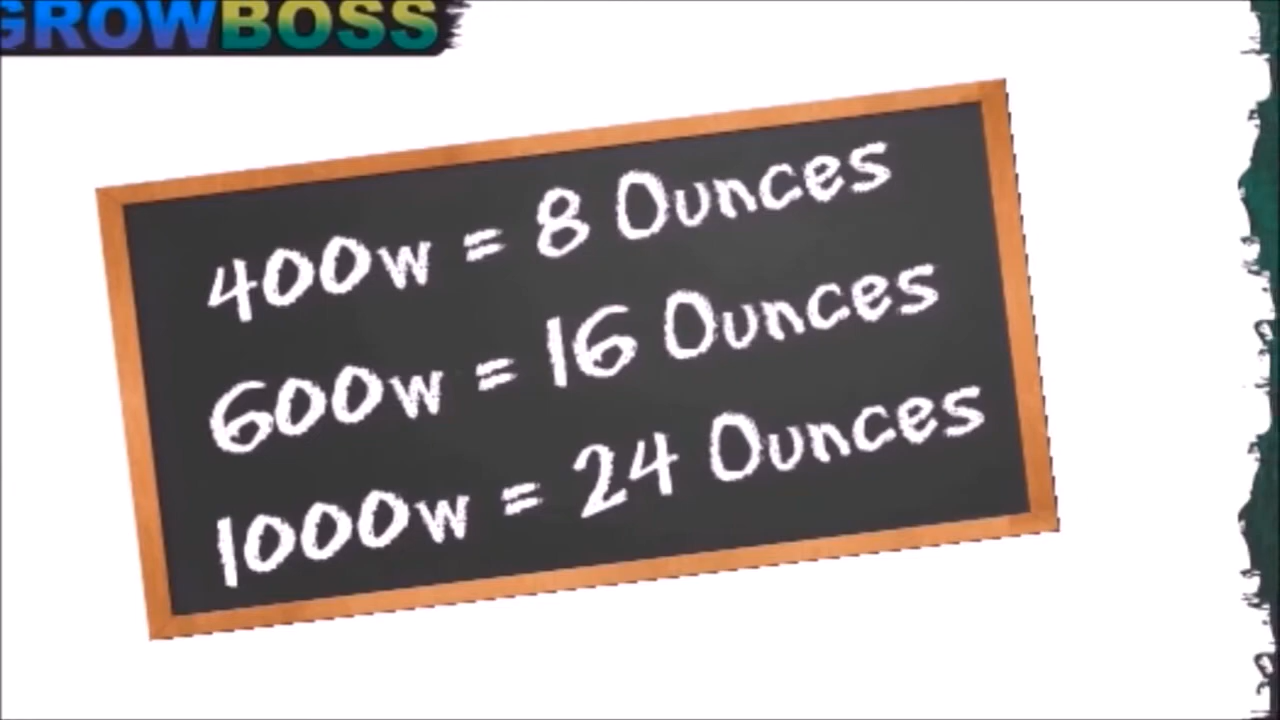 GROWBOSS
400w = 8 Ounces
600w = 16 Ounces
1000w = 24 Ounces